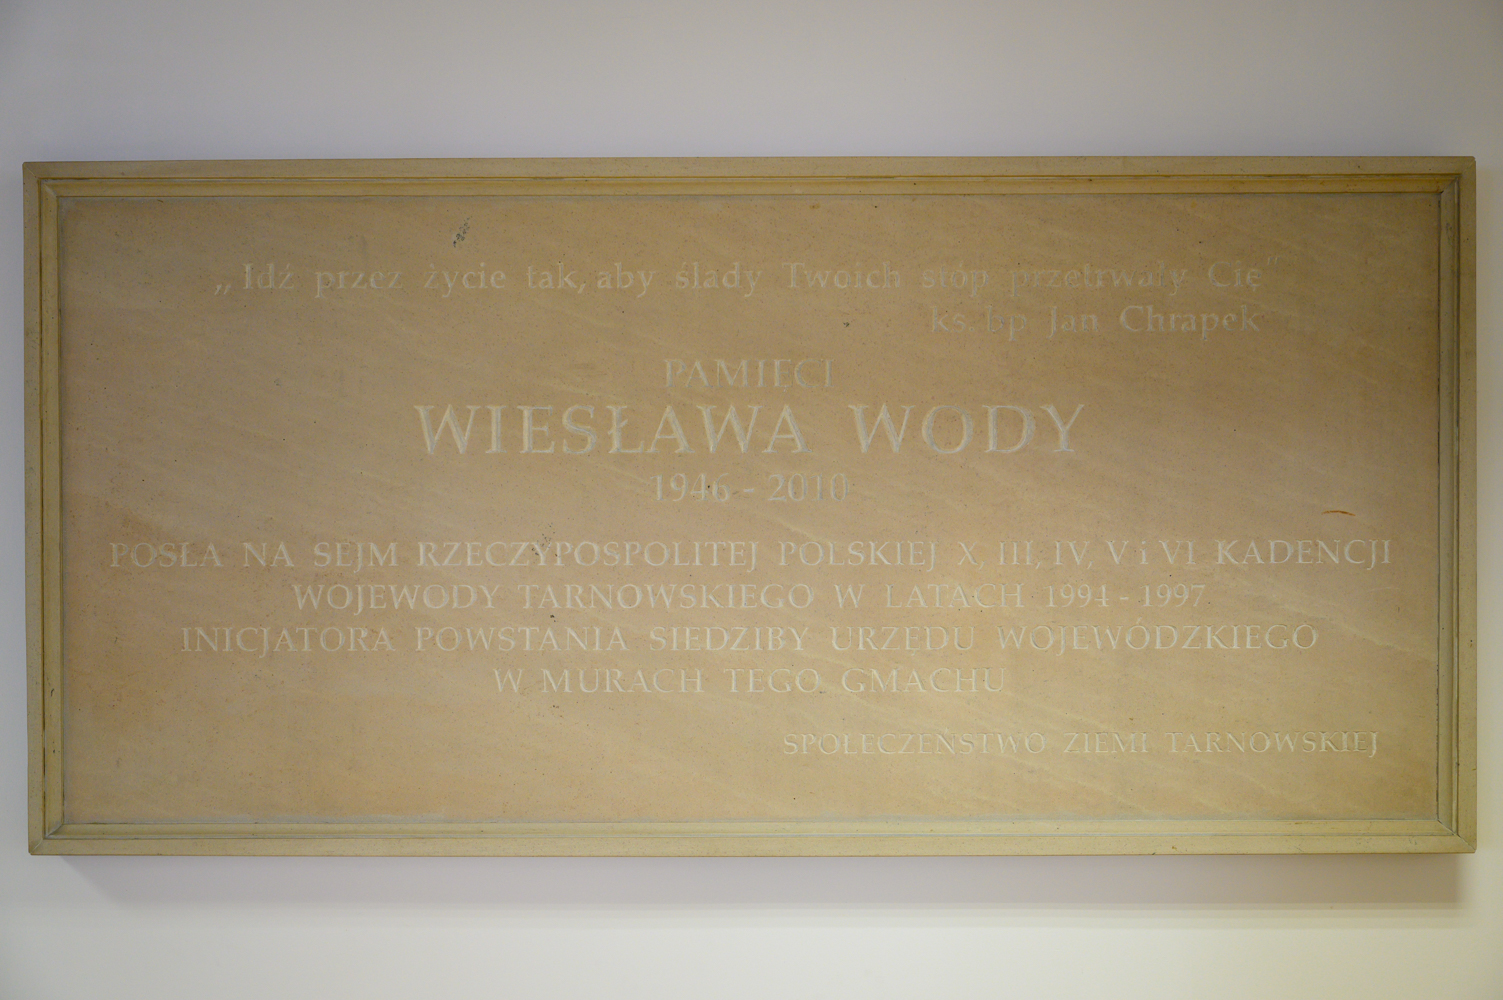 „Idź przez życie tak, aby ślady Twoich stóp przetrwały Cię"
ks. bp Jan Chrapek
PAMIĘCI
WIESŁAWA WODY
1946 - 2010
POSŁA NA SEJM RZECZYPOSPOLITEJ POLSKIEJ X, III, IV, V i VI KADENCJI
WOJEWODY TARNOWSKIEGO W LATACH 1994 - 1997
INICJATORA POWSTANIA SIEDZIBY URZĘDU WOJEWÓDZKIEGO
W MURACH TEGO GMACHU
SPOŁECZEŃSTWO ZIEMI TARNOWSKIEJ